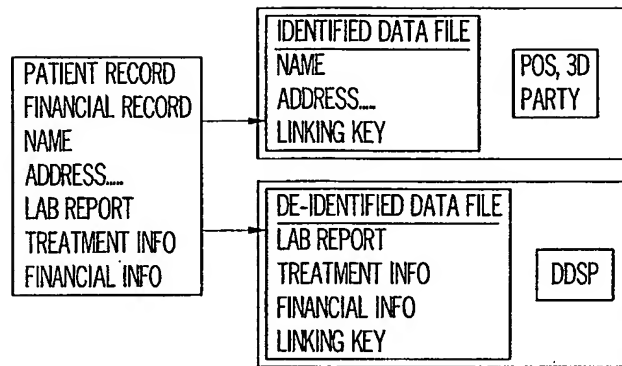 PATIENT RECORD
FINANCIAL RECORD
NAME
ADDRESS....
LAB REPORT
TREATMENT INFO
FINANCIAL INFO
IDENTIFIED DATA FILE
NAME
ADDRESS....
LINKING KEY
POS, 3D
PARTY
DE-IDENTIFIED DATA FILE
LAB REPORT
TREATMENT INFO
FINANCIAL INFO
LINKING KEY
DDSP